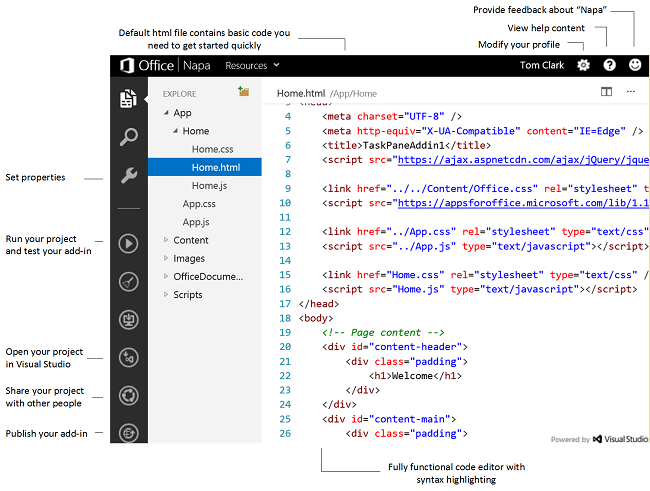 Provide feedback about “Napa”
View help content
Modify your profile
Default html file contains basic code you
need to get started quickly
Office | Napa Resources
Tom Clark
EXPLORE
App
Home
Home.css
Home.html
Home.js
App.css
App.js
Content
Images
OfficeDocume...
Scripts
Home.html /App/Home
3 <head>
4 <meta charset="UTF-8" />
5 <meta http-equiv="X-UA-Compatible" content="IE=Edge" />
6 <title>TaskPaneAddin1</title>
7 <script src="https://ajax.aspnetcdn.com/ajax/jQuery/jque
8
9 <link href="../../Content/Office.css" rel="stylesheet" t
10 <script src="https://appsforoffice.microsoft.com/lib/1.1
11
12 <link href="../App.css" rel="stylesheet" type="text/css"
13 <script src="../App.js" type="text/javascript"></script>
14
15 <link href="Home.css" rel="stylesheet" type="text/css" /
16 <script src="Home.js" type="text/javascript"></script>
17 </head>
18 <body>
19 <!-- Page content -->
20 <div id="content-header">
21 <div class="padding">
22 <h1>Welcome</h1>
23 </div>
24 </div>
25 <div id="content-main">
26 <div class="padding">
Powered by Visual Studio
Set properties
Run your project
and test your add-in
Open your project
in Visual Studio
Share your project
with other people
Publish your add-in
Fully functional code editor with
syntax highlighting